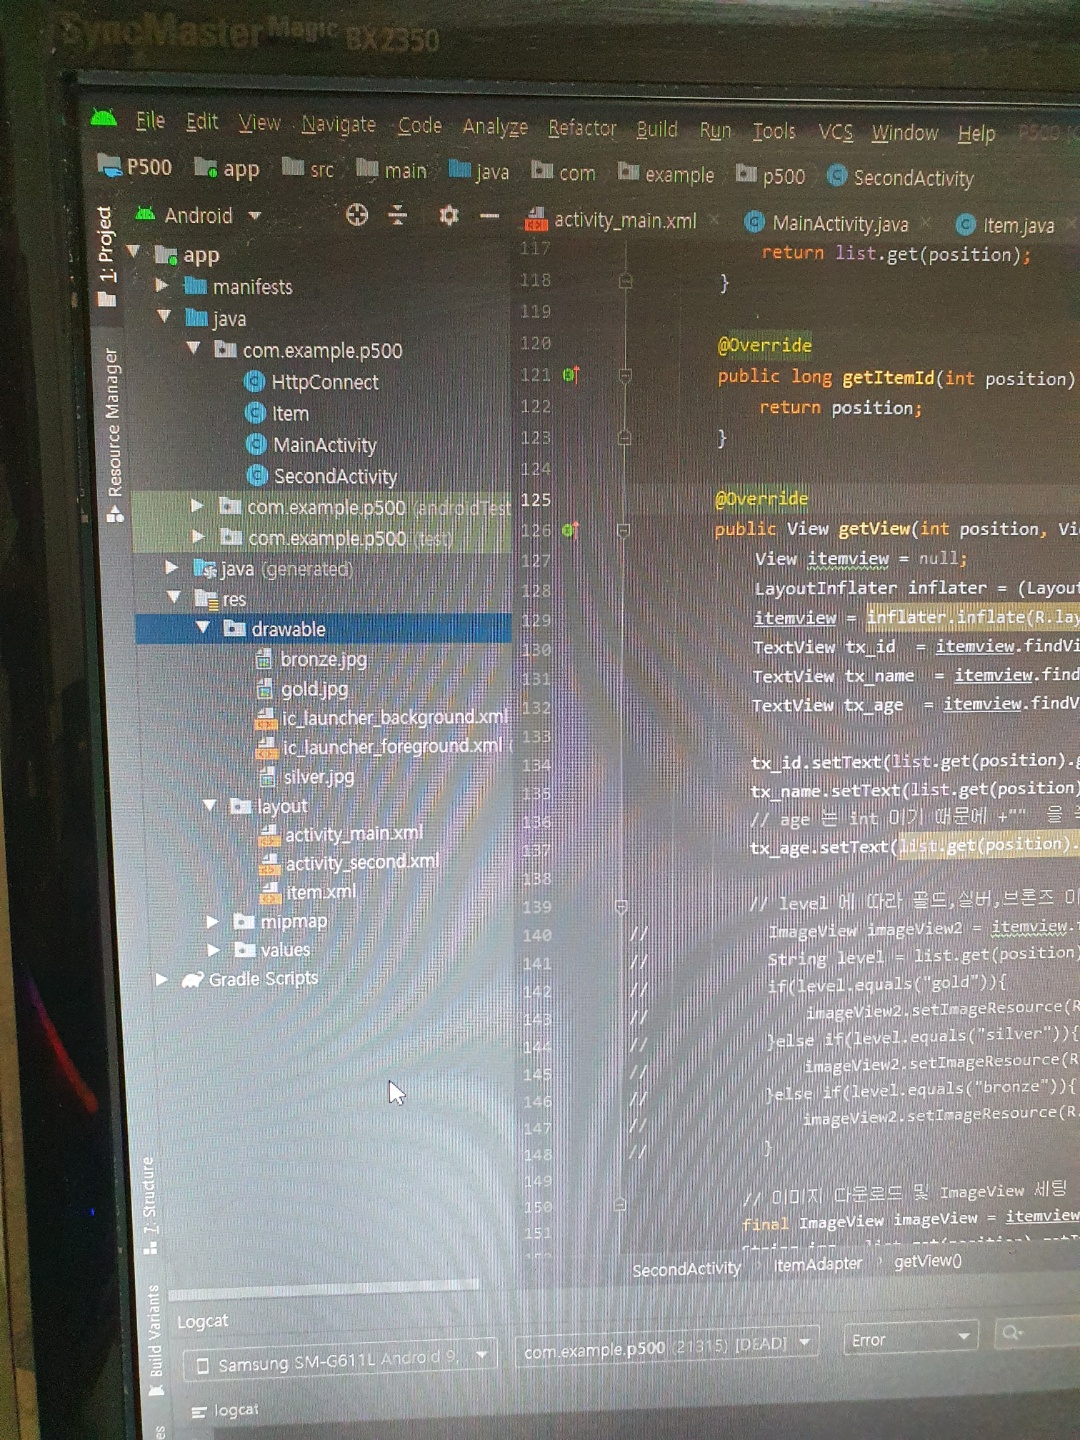 SyncMaster Magic BX2350
File Edit View Navigate Code Analyze Refactor Build Run Tools VCS Window Help
P500 app src main java com example p500 SecondActivity
1: Project
Resource Manager
7: Structure
Build Variants
Android
app
manifests
java
com.example.p500
HttpConnect
Item
MainActivity
SecondActivity
com.example.p500 (androidTest
com.example.p500 (test)
java (generated)
res
drawable
bronze.jpg
gold.jpg
ic_launcher_background.xml
ic_launcher_foreground.xml (
silver.jpg
layout
activity_main.xml
activity_second.xml
item.xml
mipmap
values
Gradle Scripts
activity_main.xml MainActivity.java Item.java
117 return list.get(position);
118 }
119
120 @Override
121 public long getItemId(int position)
122 return position;
123 }
124
125 @Override
126 public View getView(int position, Vi
127 View itemview = null;
128 LayoutInflater inflater = (Layout
129 itemview = inflater.inflate(R.lay
130 TextView tx_id = itemview.findVi
131 TextView tx_name = itemview.find
132 TextView tx_age = itemview.findV
133
134 tx_id.setText(list.get(position).g
135 tx_name.setText(list.get(position)
136 // age 는 int 이기 때문에 +"" 을
137 tx_age.setText(list.get(position).
138
139 // level 에 따라 골드,실버,브론즈 이
140 // ImageView imageView2 = itemview.
141 // String level = list.get(position)
142 // if(level.equals("gold")){
143 // imageView2.setImageResource(R
144 // }else if(level.equals("silver")){
145 // imageView2.setImageResource(R
146 // }else if(level.equals("bronze")){
147 // imageView2.setImageResource(R.
148 // }
149
150 // 이미지 다운로드 및 ImageView 세팅
151 final ImageView imageView = itemview
SecondActivity ItemAdapter getView()
Logcat
Samsung SM-G611L Android 9, com.example.p500 (21315) [DEAD] Error
logcat